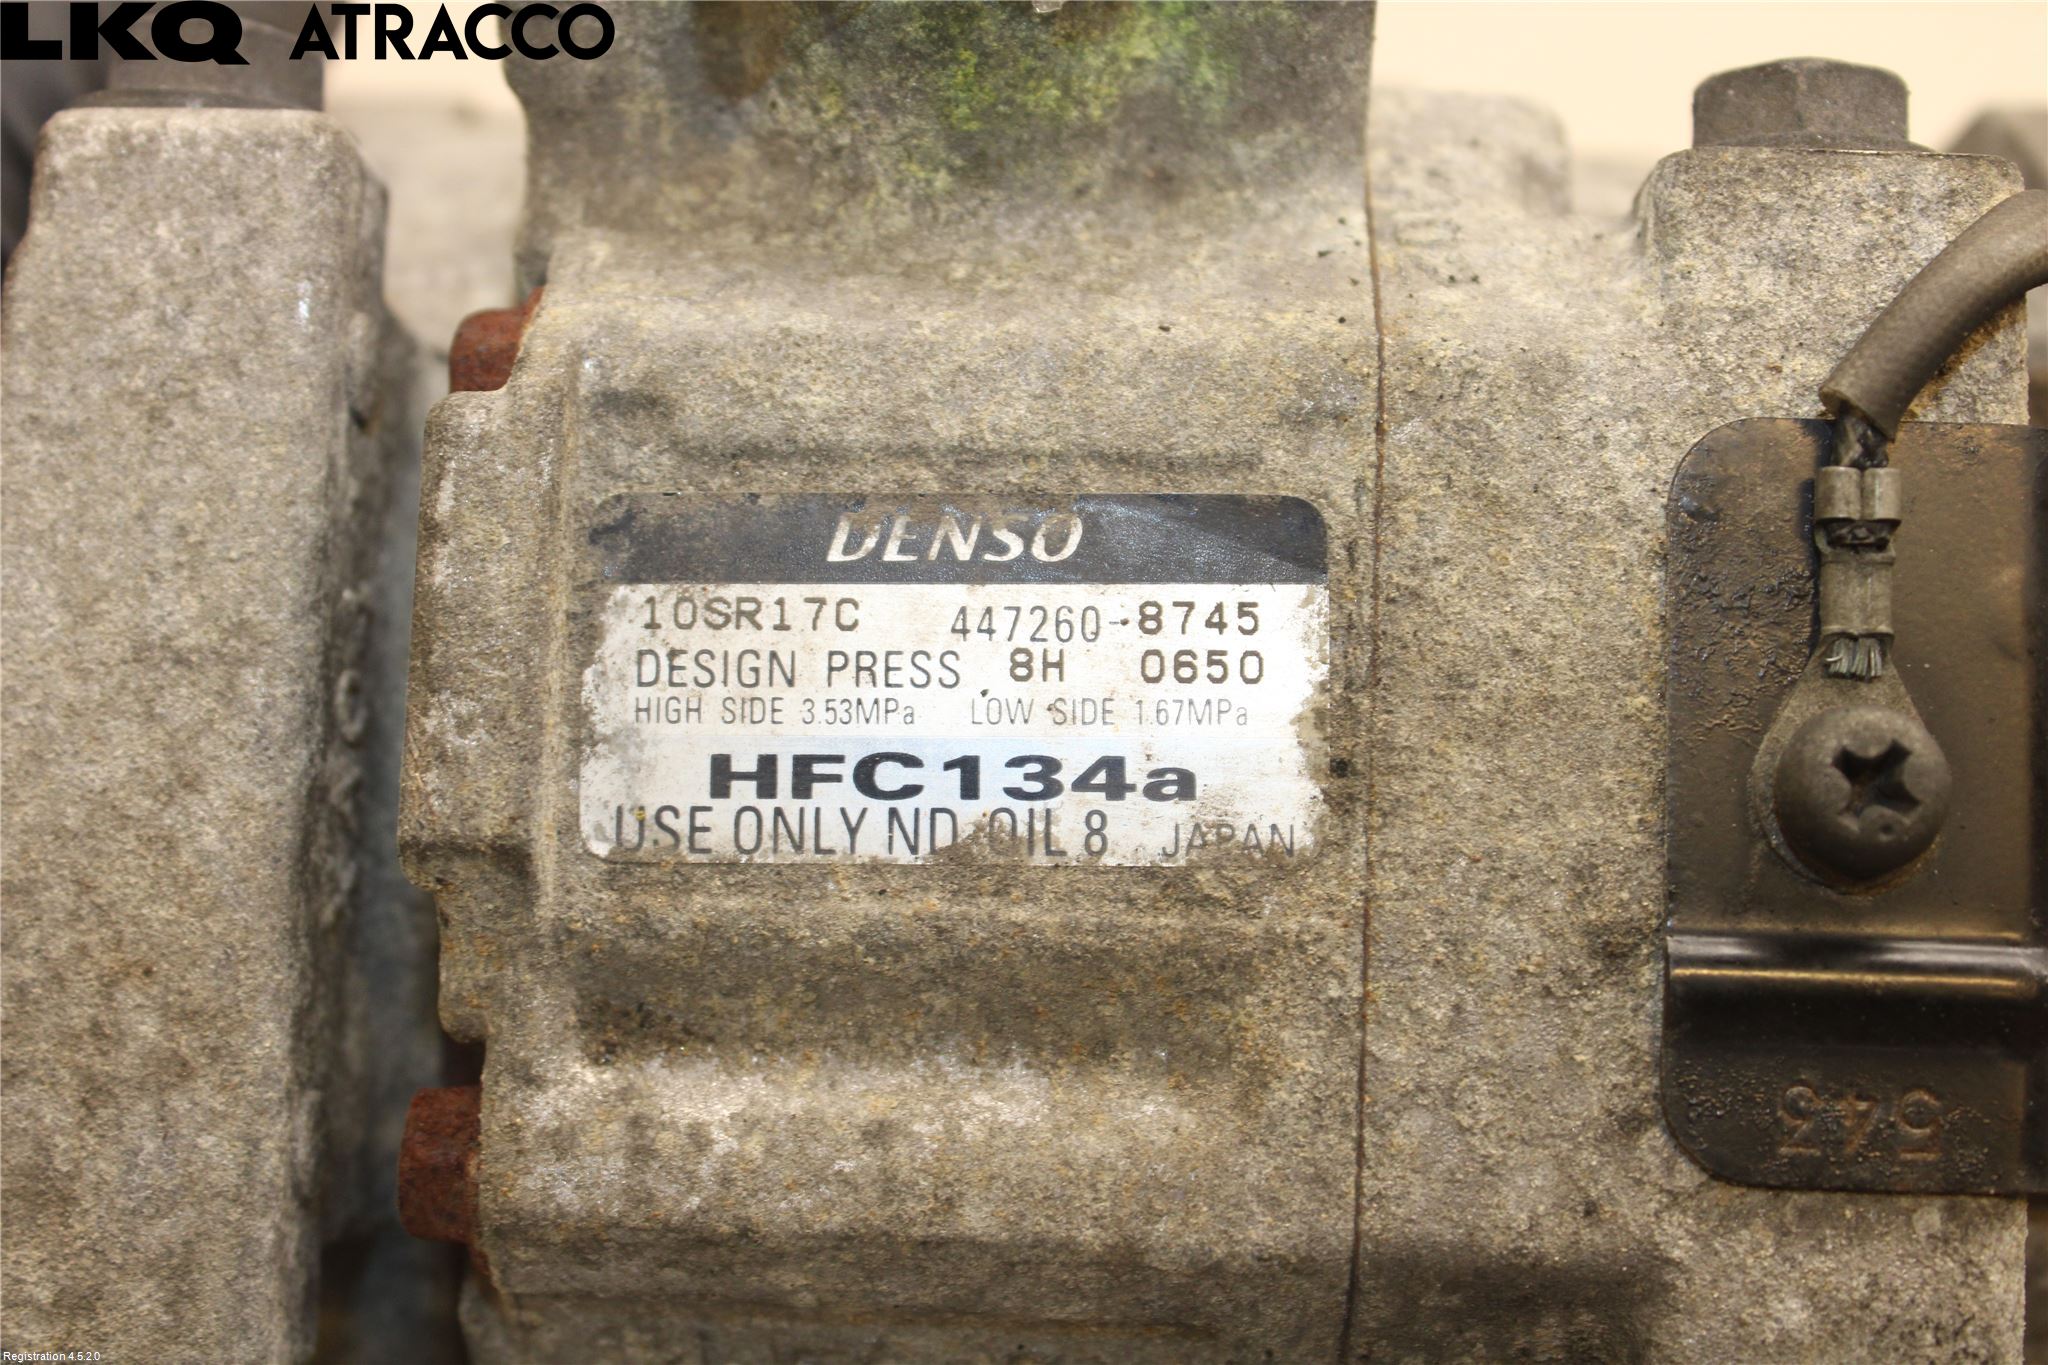 LKQ ATRACCO
DENSO
10SR17C 447260-8745
DESIGN PRESS 8H 0650
HIGH SIDE 3.53MPa LOW SIDE 1.67MPa
HFC134a
USE ONLY ND-OIL 8 JAPAN
543
Registration 4.5.2.0